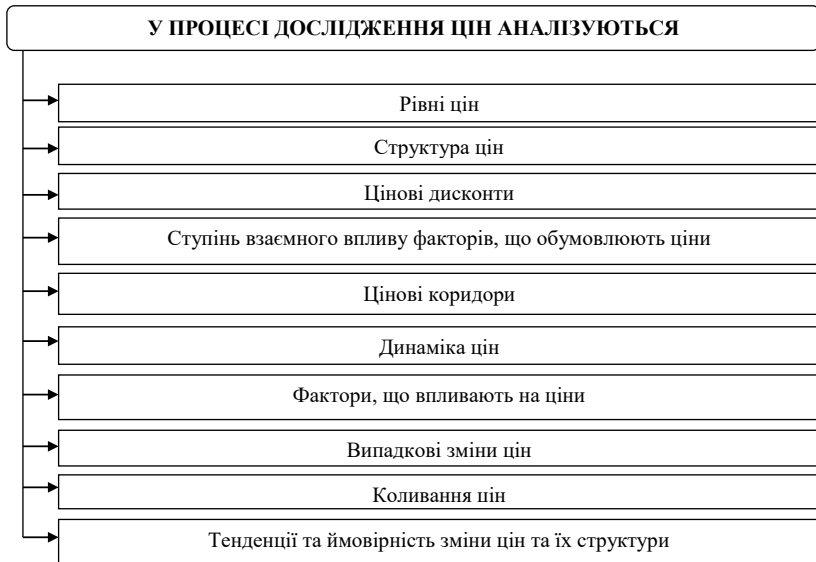 У ПРОЦЕСІ ДОСЛІДЖЕННЯ ЦІН АНАЛІЗУЮТЬСЯ
Рівні цін
Структура цін
Цінові дисконти
Ступінь взаємного впливу факторів, що обумовлюють ціни
Цінові коридори
Динаміка цін
Фактори, що впливають на ціни
Випадкові зміни цін
Коливання цін
Тенденції та ймовірність зміни цін та їх структури